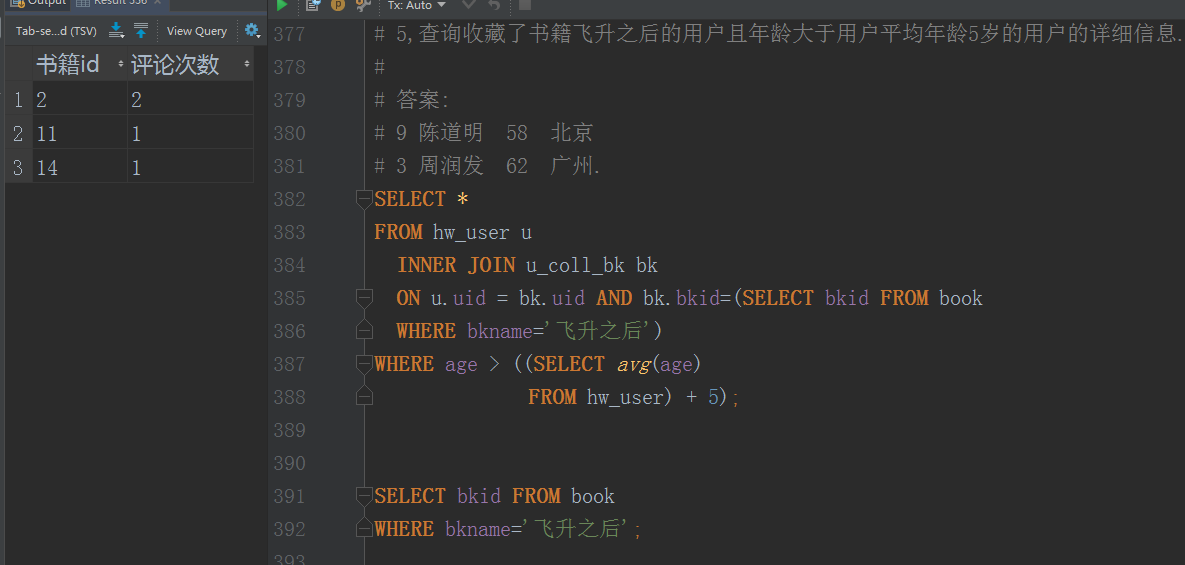 Output
Result 336
Tab-se...d (TSV)
View Query
书籍id 评论次数
1 2 2
2 11 1
3 14 1
Tx: Auto
377 # 5,查询收藏了书籍飞升之后的用户且年龄大于用户平均年龄5岁的用户的详细信息.
378 #
379 # 答案:
380 # 9 陈道明 58 北京
381 # 3 周润发 62 广州.
382 SELECT *
383 FROM hw_user u
384 INNER JOIN u_coll_bk bk
385 ON u.uid = bk.uid AND bk.bkid=(SELECT bkid FROM book
386 WHERE bkname='飞升之后')
387 WHERE age > ((SELECT avg(age)
388 FROM hw_user) + 5);
389
390
391 SELECT bkid FROM book
392 WHERE bkname='飞升之后';
393